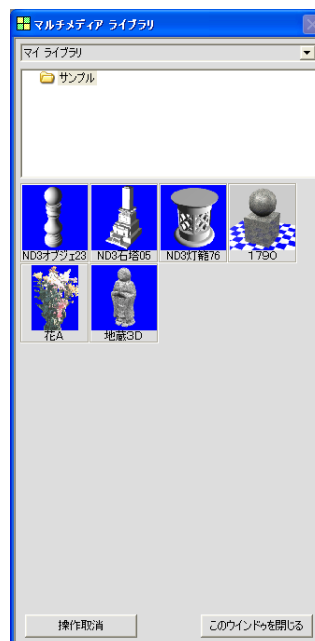 マルチメディア ライブラリ
マイ ライブラリ
サンプル
ND3オブジェ23
ND3石塔05
ND3灯籠76
1790
花A
地蔵3D
操作取消
このウインドゥを閉じる